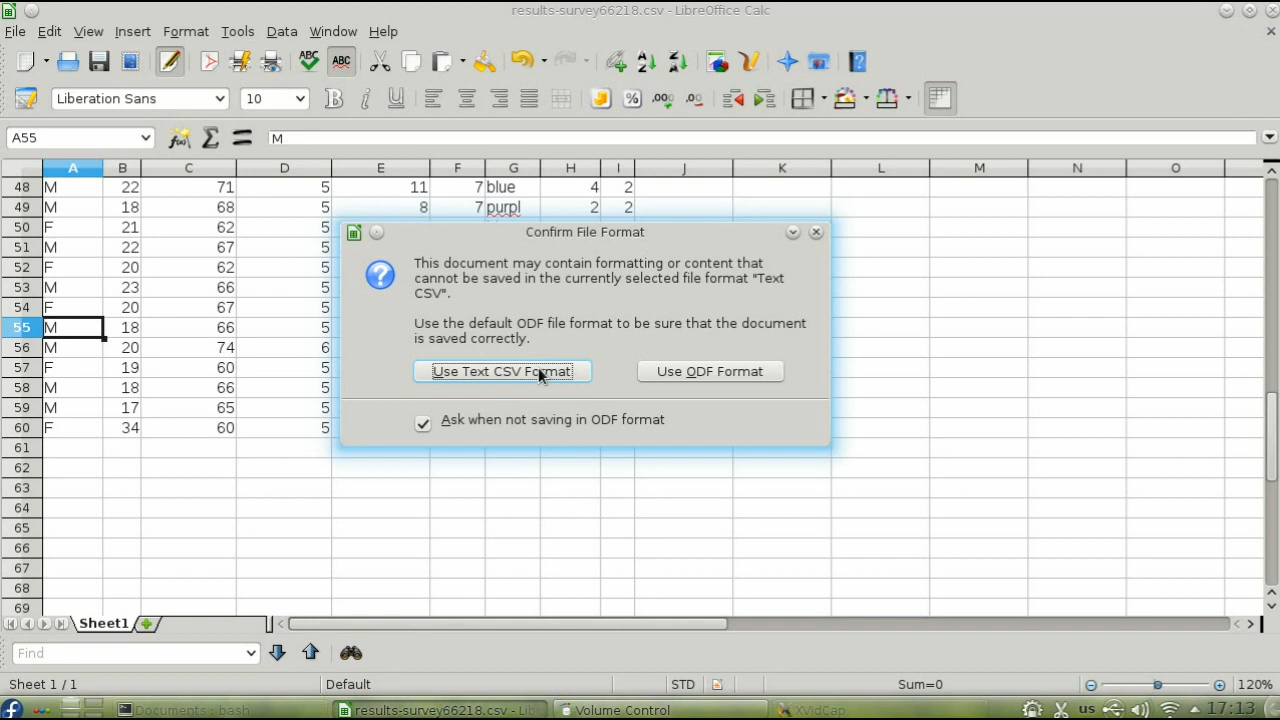 results-survey66218.csv - LibreOffice Calc
File Edit View Insert Format Tools Data Window Help
Liberation Sans 10
A55 M
A B C D E F G H I J K L M N O
48 M 22 71 5 11 7 blue 4 2
49 M 18 68 5 8 7 purpl 2 2
50 F 21 62 5
51 M 22 67 5
52 F 20 62 5
53 M 23 66 5
54 F 20 67 5
55 M 18 66 5
56 M 20 74 6
57 F 19 60 5
58 M 18 66 5
59 M 17 65 5
60 F 34 60 5
61
62
63
64
65
66
67
68
69
Confirm File Format
This document may contain formatting or content that
cannot be saved in the currently selected file format "Text
CSV".
Use the default ODF file format to be sure that the document
is saved correctly.
Use Text CSV Format Use ODF Format
Ask when not saving in ODF format
Sheet1
Find
Sheet 1 / 1 Default STD Sum=0 120%
Documents : bash results-survey66218.csv - Lib Volume Control XVidCap us 17:13